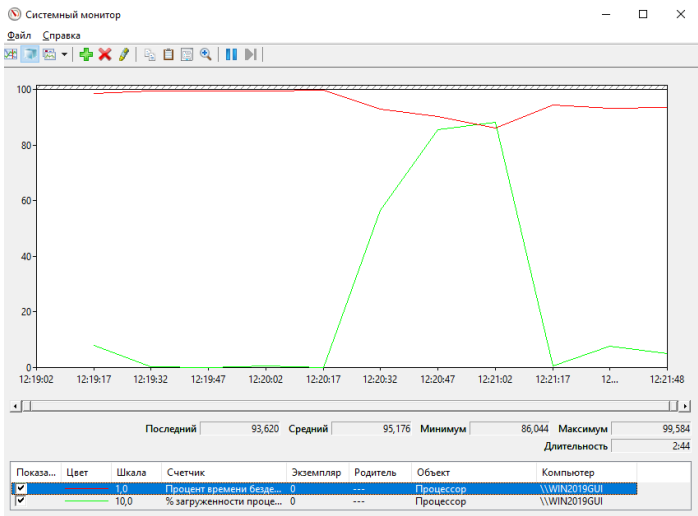 Системный монитор
Файл Справка
100
80
60
40
20
0
12:19:02 12:19:17 12:19:32 12:19:47 12:20:02 12:20:17 12:20:32 12:20:47 12:21:02 12:21:17 12... 12:21:48
Последний 93,620 Средний 95,176 Минимум 86,044 Максимум 99,584
Длительность 2:44
Показа... Цвет Шкала Счетчик Экземпляр Родитель Объект Компьютер
1,0 Процент времени безде... 0 --- Процессор \\WIN2019GUI
10,0 % загруженности проце... 0 --- Процессор \\WIN2019GUI